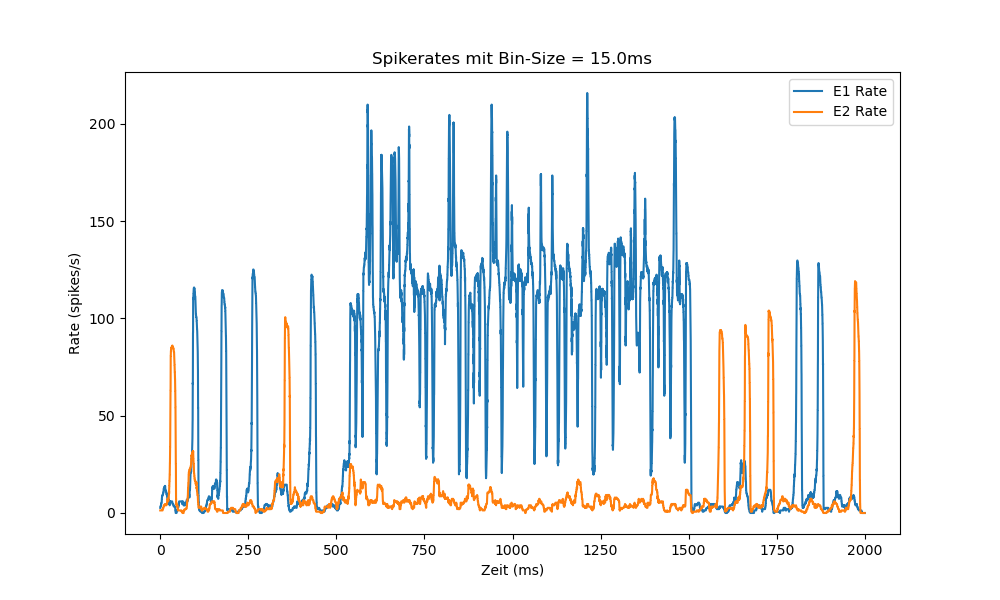 Spikerates mit Bin-Size = 15.0ms
E1 Rate
E2 Rate
200
150
100
50
0
Rate (spikes/s)
0 250 500 750 1000 1250 1500 1750 2000
Zeit (ms)